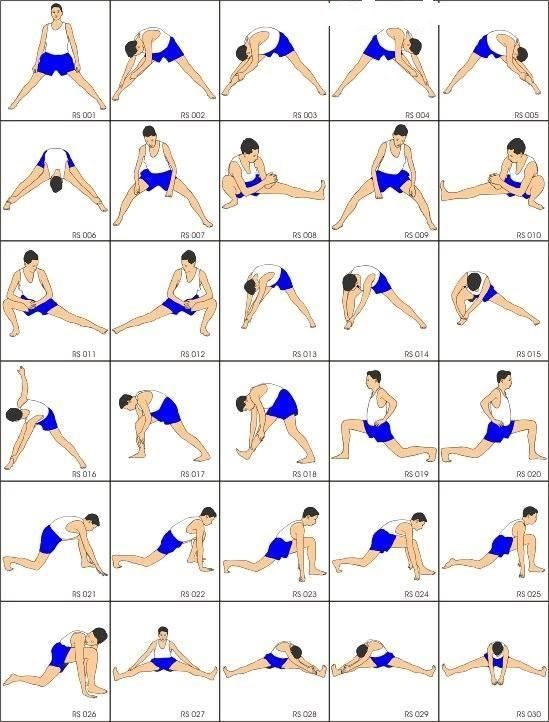 RS 001
RS 002
RS 003
RS 004
RS 005
RS 006
RS 007
RS 008
RS 009
RS 010
RS 011
RS 012
RS 013
RS 014
RS 015
RS 016
RS 017
RS 018
RS 019
RS 020
RS 021
RS 022
RS 023
RS 024
RS 025
RS 026
RS 027
RS 028
RS 029
RS 030